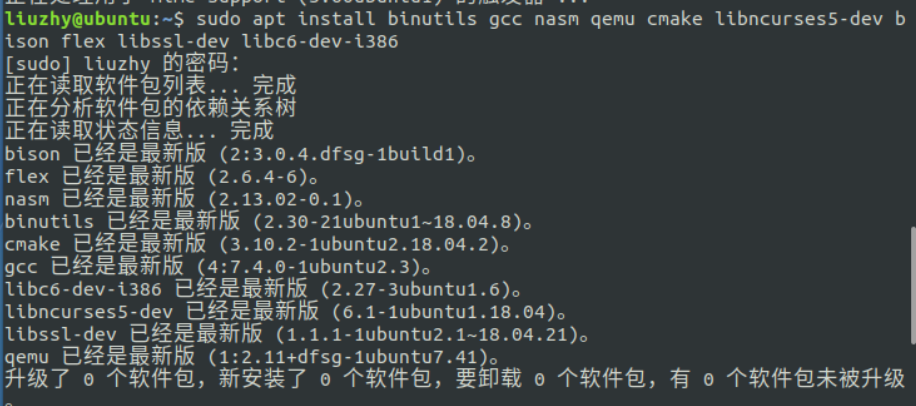 liuzhy@ubuntu:~$ sudo apt install binutils gcc nasm qemu cmake libncurses5-dev b
ison flex libssl-dev libc6-dev-i386
[sudo] liuzhy 的密码：
正在读取软件包列表... 完成
正在分析软件包的依赖关系树
正在读取状态信息... 完成
bison 已经是最新版 (2:3.0.4.dfsg-1build1)。
flex 已经是最新版 (2.6.4-6)。
nasm 已经是最新版 (2.13.02-0.1)。
binutils 已经是最新版 (2.30-21ubuntu1~18.04.8)。
cmake 已经是最新版 (3.10.2-1ubuntu2.18.04.2)。
gcc 已经是最新版 (4:7.4.0-1ubuntu2.3)。
libc6-dev-i386 已经是最新版 (2.27-3ubuntu1.6)。
libncurses5-dev 已经是最新版 (6.1-1ubuntu1.18.04)。
libssl-dev 已经是最新版 (1.1.1-1ubuntu2.1~18.04.21)。
qemu 已经是最新版 (1:2.11+dfsg-1ubuntu7.41)。
升级了 0 个软件包，新安装了 0 个软件包，要卸载 0 个软件包，有 0 个软件包未被升级
。